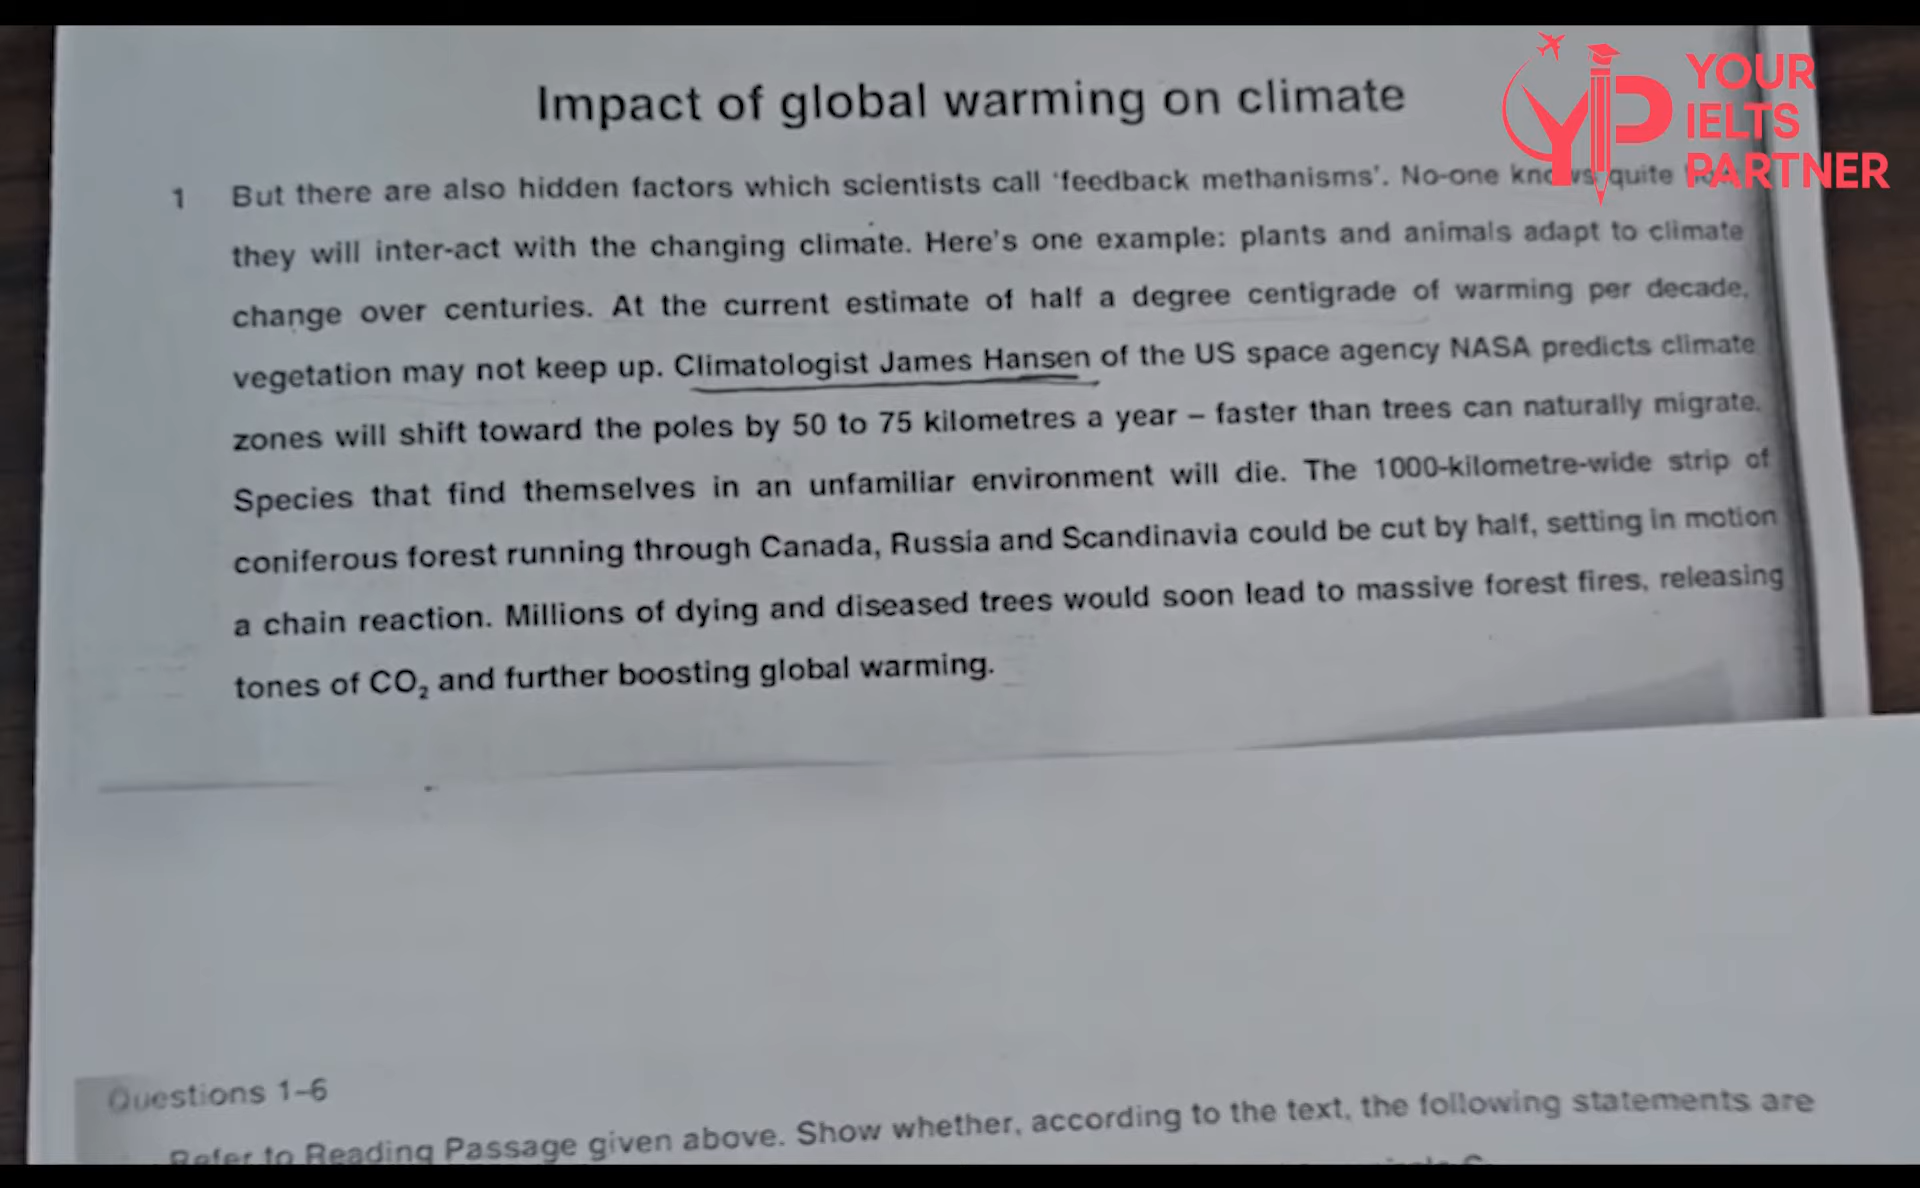 Impact of global warming on climate
YOUR
IELTS
PARTNER
1 But there are also hidden factors which scientists call ‘feedback methanisms’. No-one knows quite
they will inter-act with the changing climate. Here’s one example: plants and animals adapt to climate
change over centuries. At the current estimate of half a degree centigrade of warming per decade,
vegetation may not keep up. Climatologist James Hansen of the US space agency NASA predicts climate
zones will shift toward the poles by 50 to 75 kilometres a year – faster than trees can naturally migrate.
Species that find themselves in an unfamiliar environment will die. The 1000-kilometre-wide strip of
coniferous forest running through Canada, Russia and Scandinavia could be cut by half, setting in motion
a chain reaction. Millions of dying and diseased trees would soon lead to massive forest fires, releasing
tones of CO₂ and further boosting global warming.
Questions 1–6
Refer to Reading Passage given above. Show whether, according to the text, the following statements are